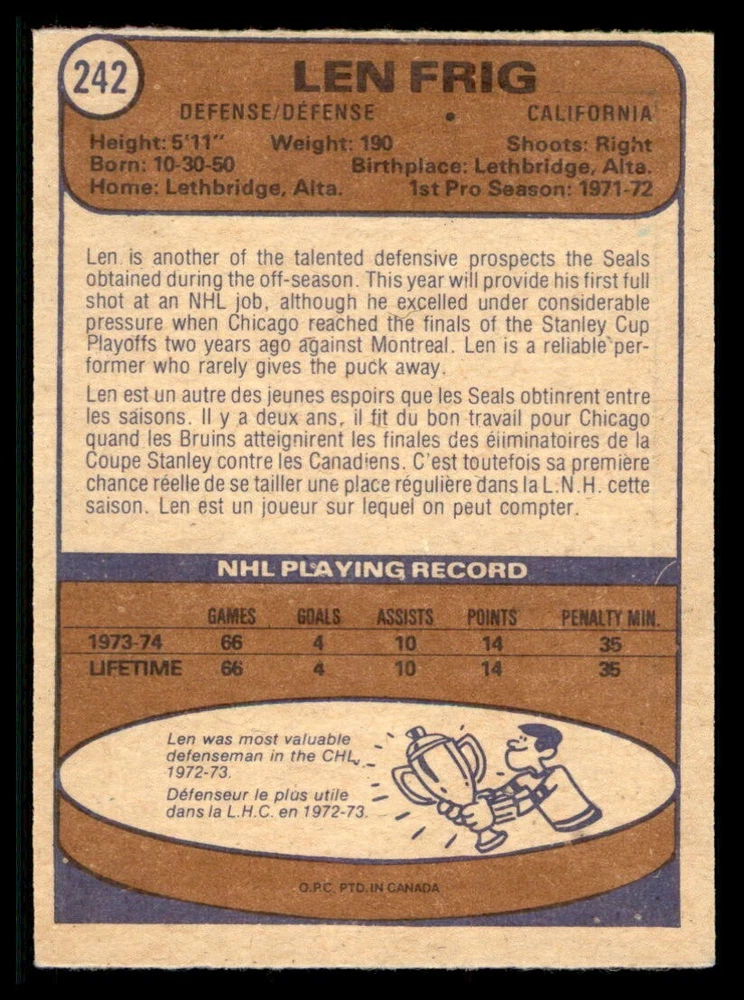 242
LEN FRIG
DEFENSE/DÉFENSE • CALIFORNIA
Height: 5'11" Weight: 190 Shoots: Right
Born: 10-30-50 Birthplace: Lethbridge, Alta.
Home: Lethbridge, Alta. 1st Pro Season: 1971-72
Len is another of the talented defensive prospects the Seals
obtained during the off-season. This year will provide his first full
shot at an NHL job, although he excelled under considerable
pressure when Chicago reached the finals of the Stanley Cup
Playoffs two years ago against Montreal. Len is a reliable per-
former who rarely gives the puck away.
Len est un autre des jeunes espoirs que les Seals obtinrent entre
les saisons. Il y a deux ans, il fit du bon travail pour Chicago
quand les Bruins atteignirent les finales des éiiminatoires de la
Coupe Stanley contre les Canadiens. C'est toutefois sa première
chance réelle de se tailler une place régulière dans la L.N.H. cette
saison. Len est un joueur sur lequel on peut compter.
NHL PLAYING RECORD
GAMES GOALS ASSISTS POINTS PENALTY MIN.
1973-74 66 4 10 14 35
LIFETIME 66 4 10 14 35
Len was most valuable
defenseman in the CHL,
1972-73.
Défenseur le plus utile
dans la L.H.C. en 1972-73.
O.P.C. PTD. IN CANADA